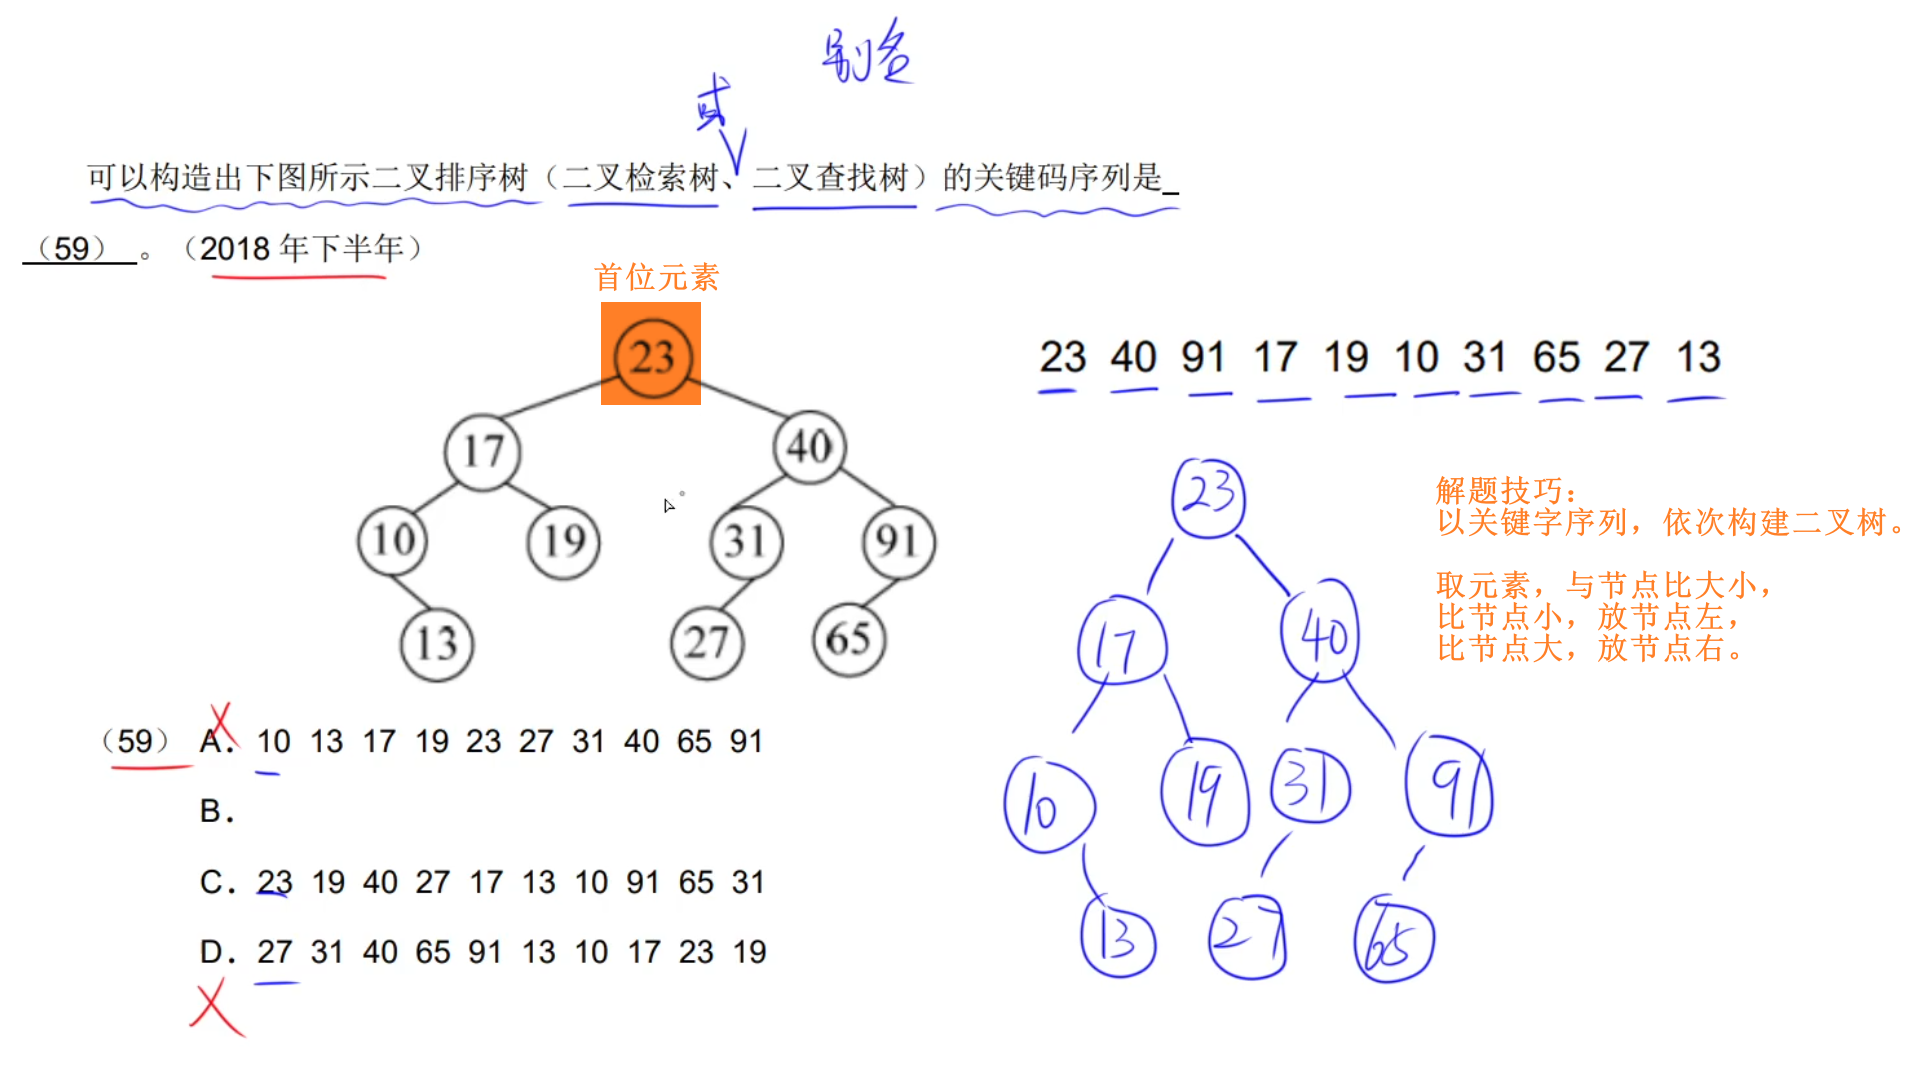 别名
或
可以构造出下图所示二叉排序树（二叉检索树、二叉查找树）的关键码序列是
（59）。（2018 年下半年）
首位元素
23
17 40
10 19 31 91
13 27 65
23 40 91 17 19 10 31 65 27 13
解题技巧：
以关键字序列，依次构建二叉树。
取元素，与节点比大小，
比节点小，放节点左，
比节点大，放节点右。
23
17 40
10 19 31 91
13 27 65
（59） A. 10 13 17 19 23 27 31 40 65 91
B.
C. 23 19 40 27 17 13 10 91 65 31
D. 27 31 40 65 91 13 10 17 23 19